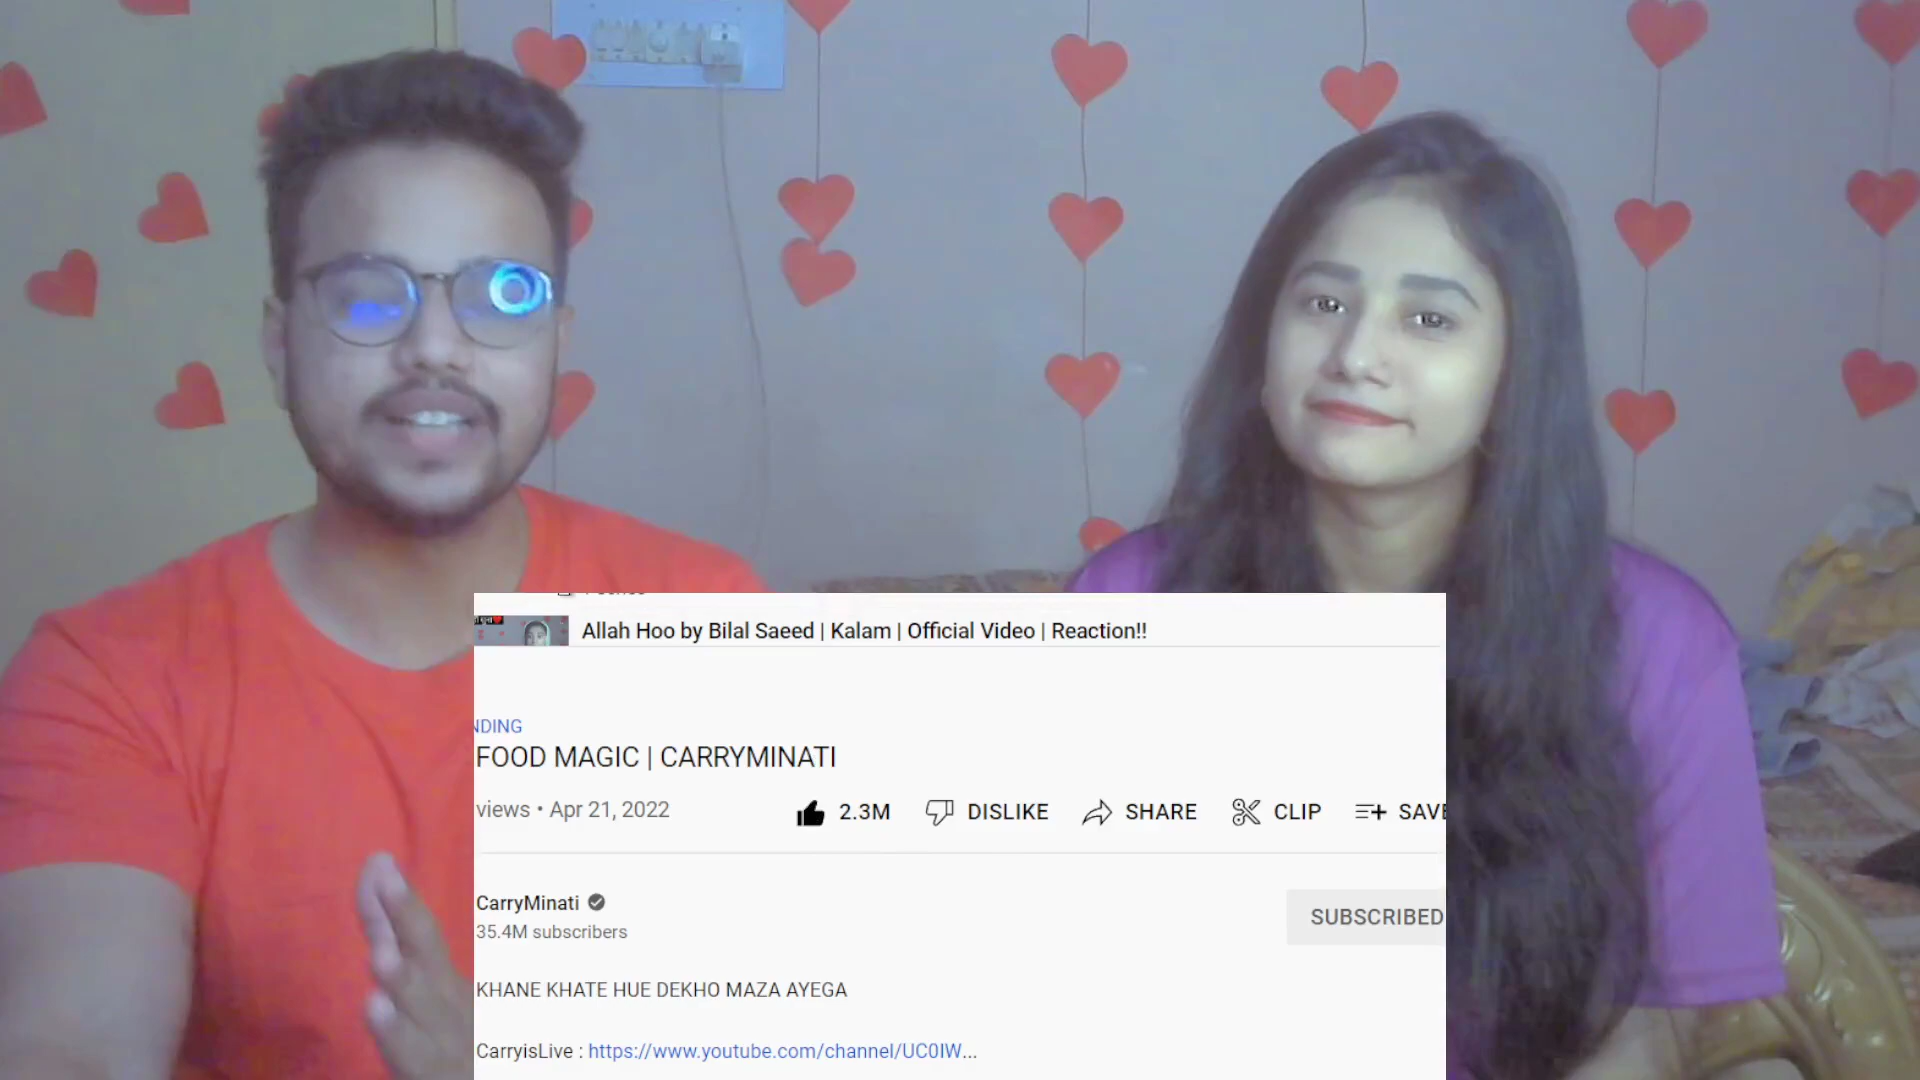 Allah Hoo by Bilal Saeed | Kalam | Official Video | Reaction!!
NDING
FOOD MAGIC | CARRYMINATI
views • Apr 21, 2022
2.3M
DISLIKE
SHARE
CLIP
SAVE
CarryMinati
35.4M subscribers
SUBSCRIBED
KHANE KHATE HUE DEKHO MAZA AYEGA
CarryisLive : https://www.youtube.com/channel/UC0IW...